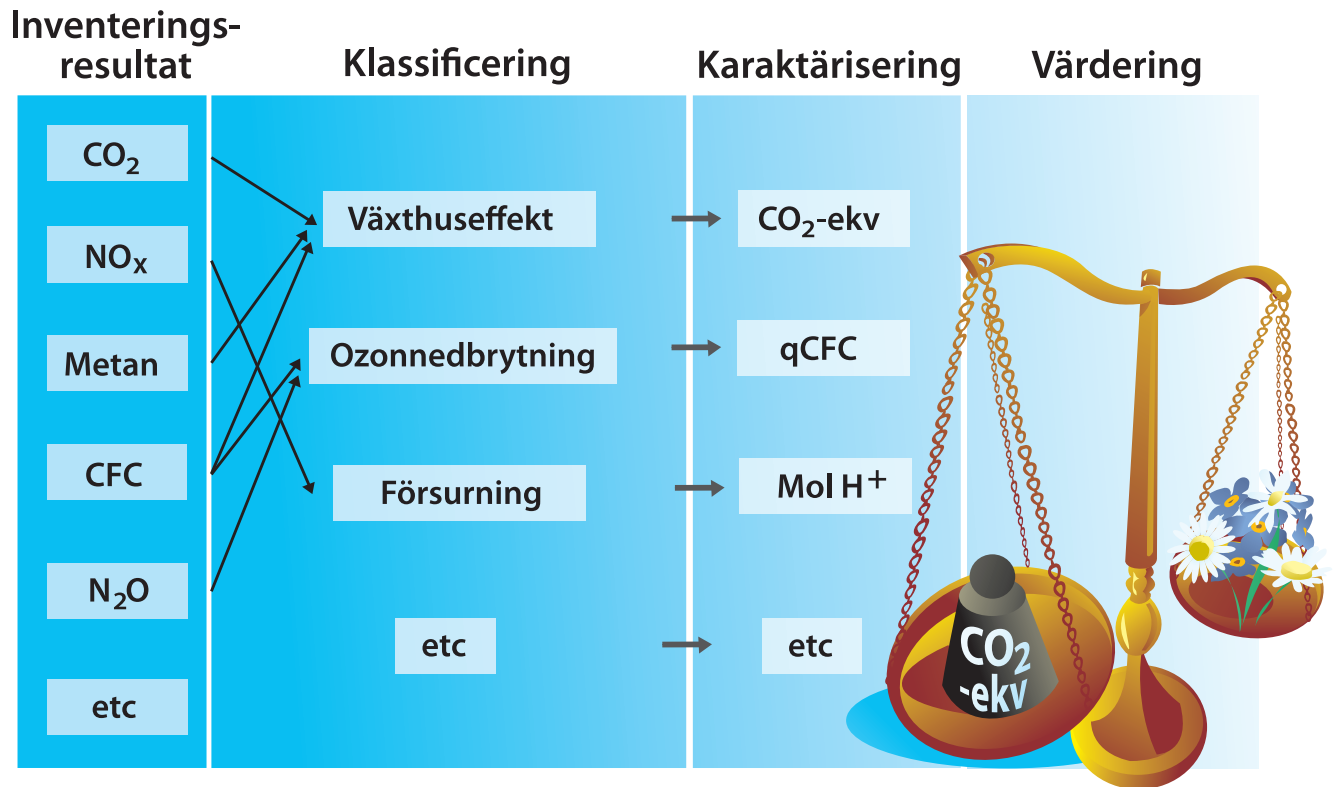 Inventerings-
resultat
Klassificering
Karaktärisering
Värdering
CO₂
NOₓ
Metan
CFC
N₂O
etc
Växthuseffekt
Ozonnedbrytning
Försurning
etc
CO₂-ekv
qCFC
Mol H⁺
etc
CO₂
-ekv